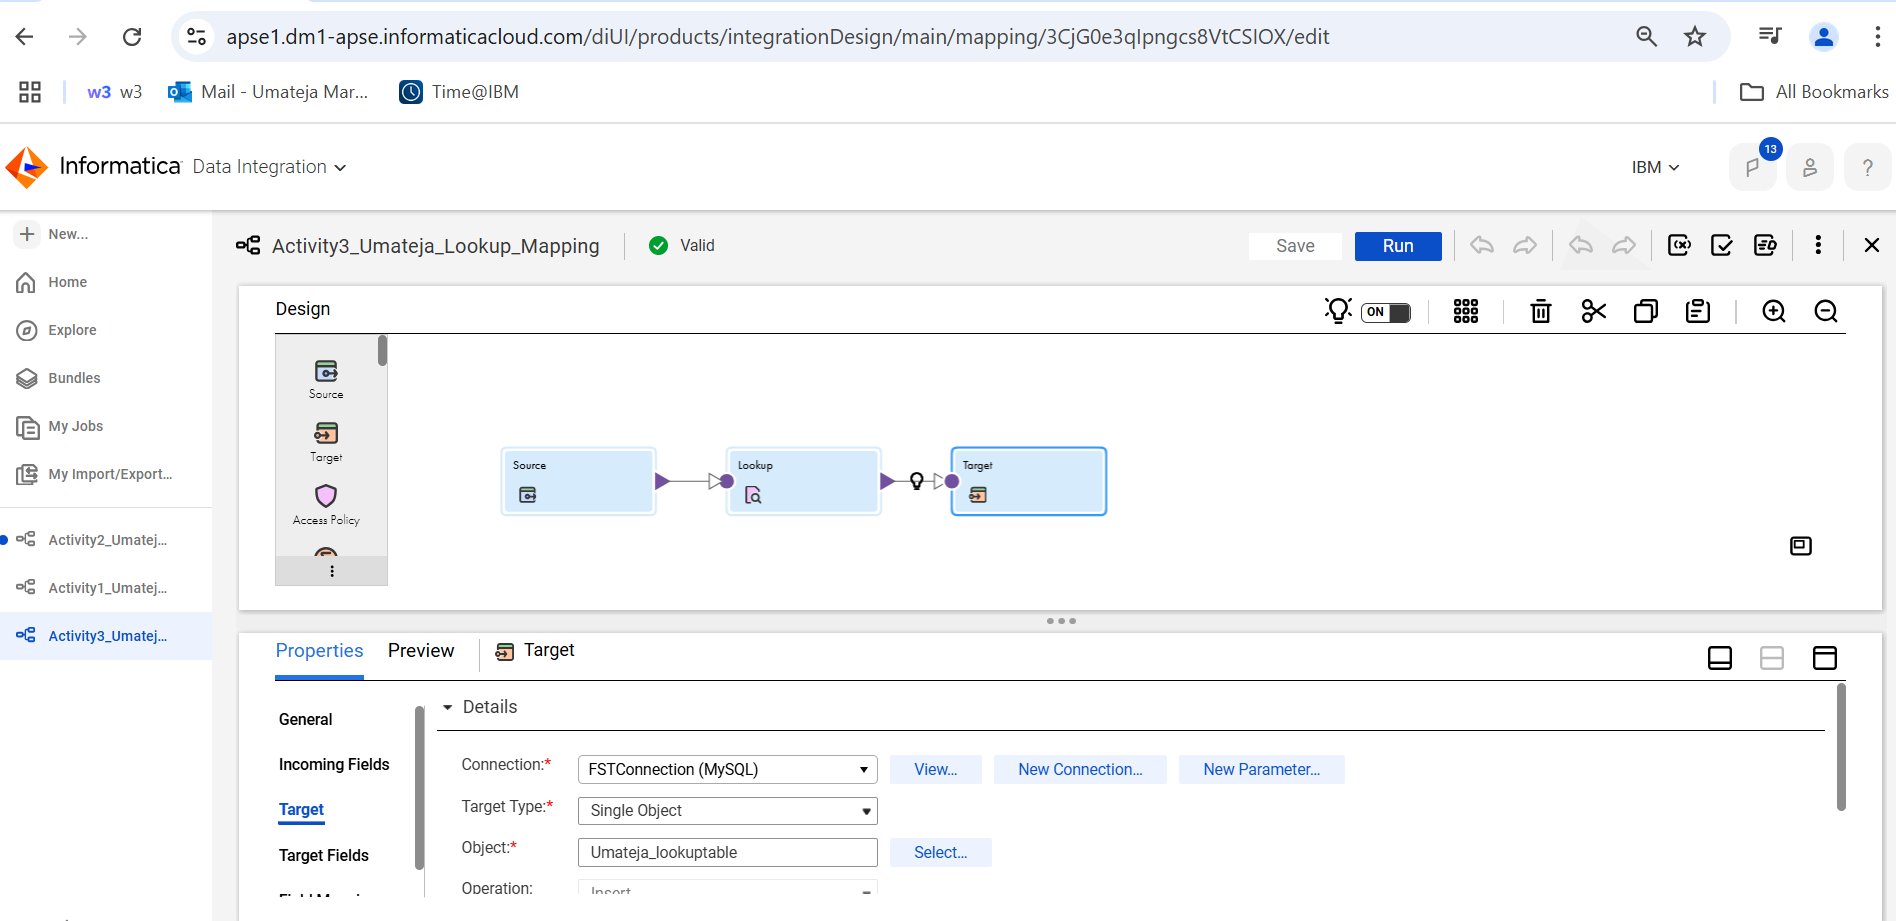 apse1.dm1-apse.informaticacloud.com/diUI/products/integrationDesign/main/mapping/3CjG0e3qIpngcs8VtCSIOX/edit
w3 w3 Mail - Umateja Mar... Time@IBM All Bookmarks
Informatica Data Integration IBM 13 ?
New...
Home
Explore
Bundles
My Jobs
My Import/Export...
Activity2_Umatej...
Activity1_Umatej...
Activity3_Umatej...
Activity3_Umateja_Lookup_Mapping Valid Save Run
Design ON
Source
Target
Access Policy
Source Lookup Target
Properties Preview Target
General
Incoming Fields
Target
Target Fields
Details
Connection:* FSTConnection (MySQL) View... New Connection... New Parameter...
Target Type:* Single Object
Object:* Umateja_lookuptable Select...
Operation: Insert